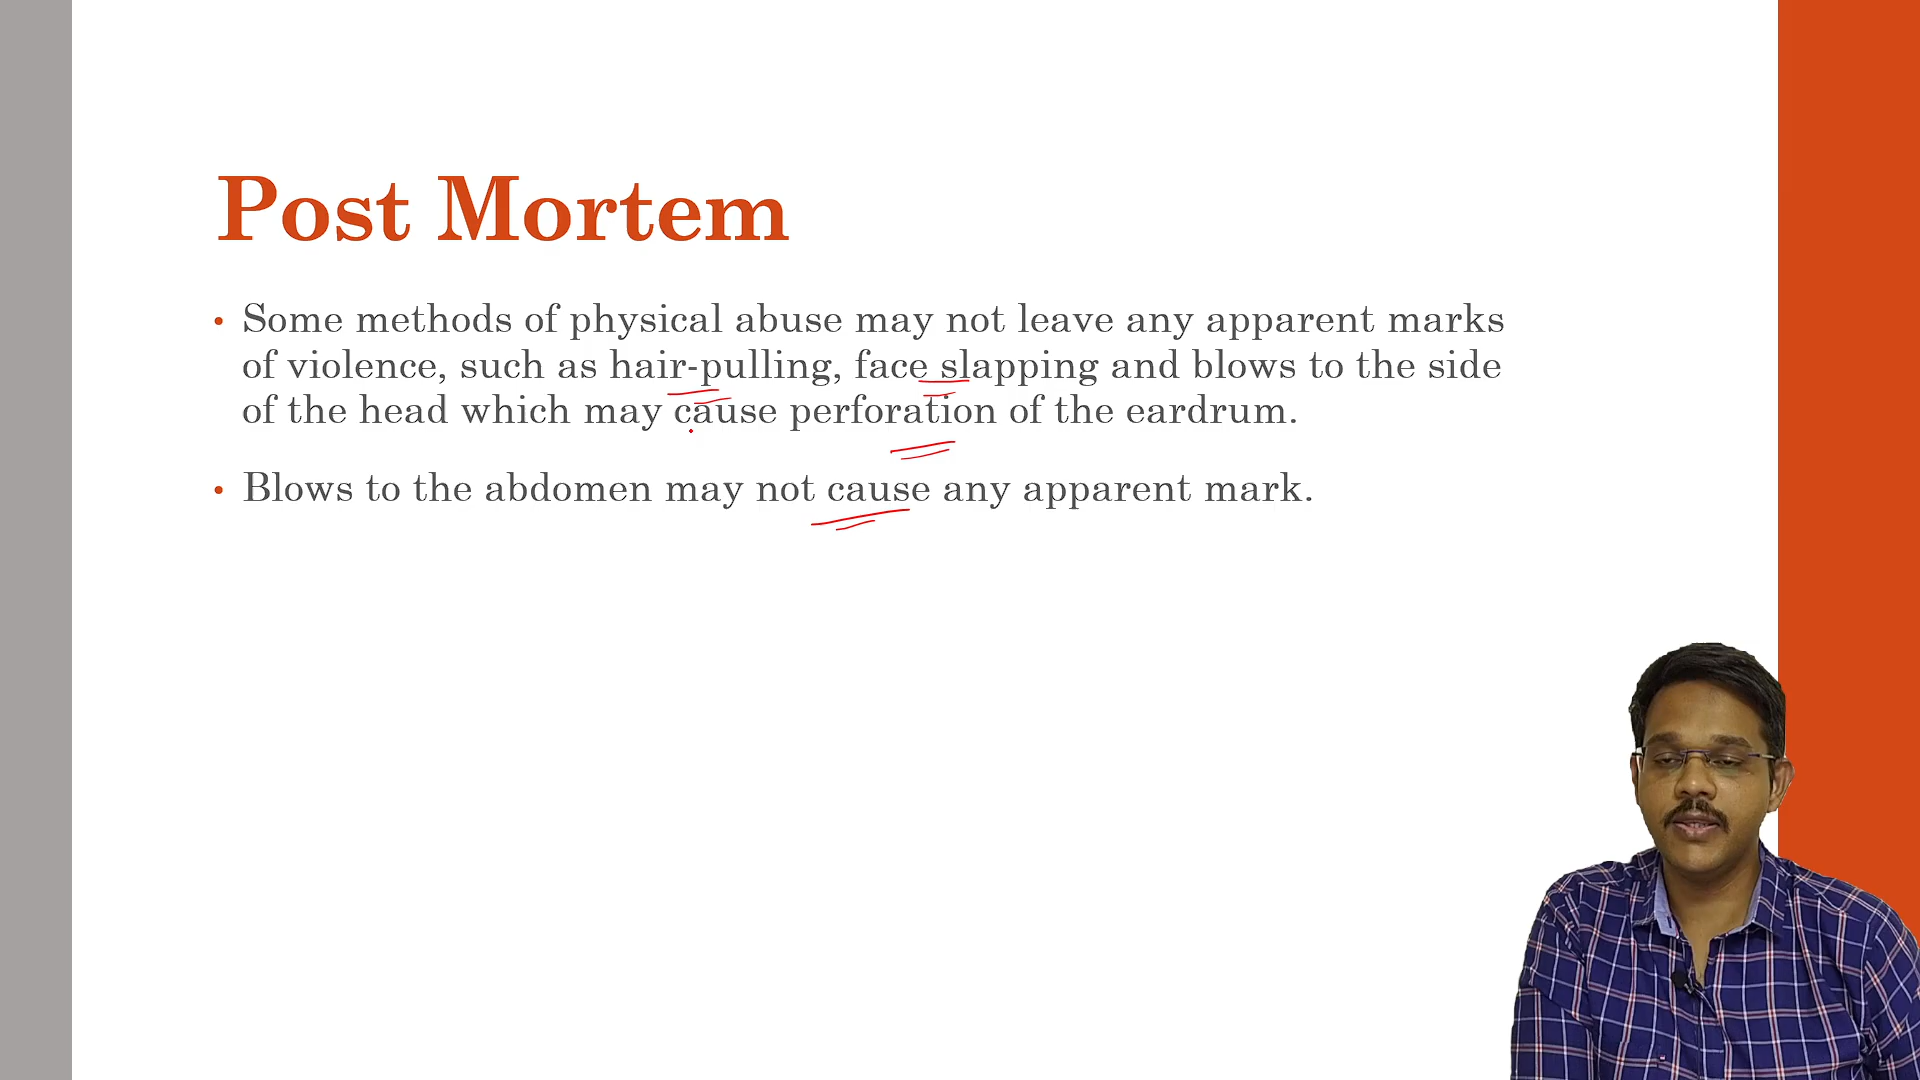 Post Mortem
• Some methods of physical abuse may not leave any apparent marks
of violence, such as hair-pulling, face slapping and blows to the side
of the head which may cause perforation of the eardrum.
• Blows to the abdomen may not cause any apparent mark.